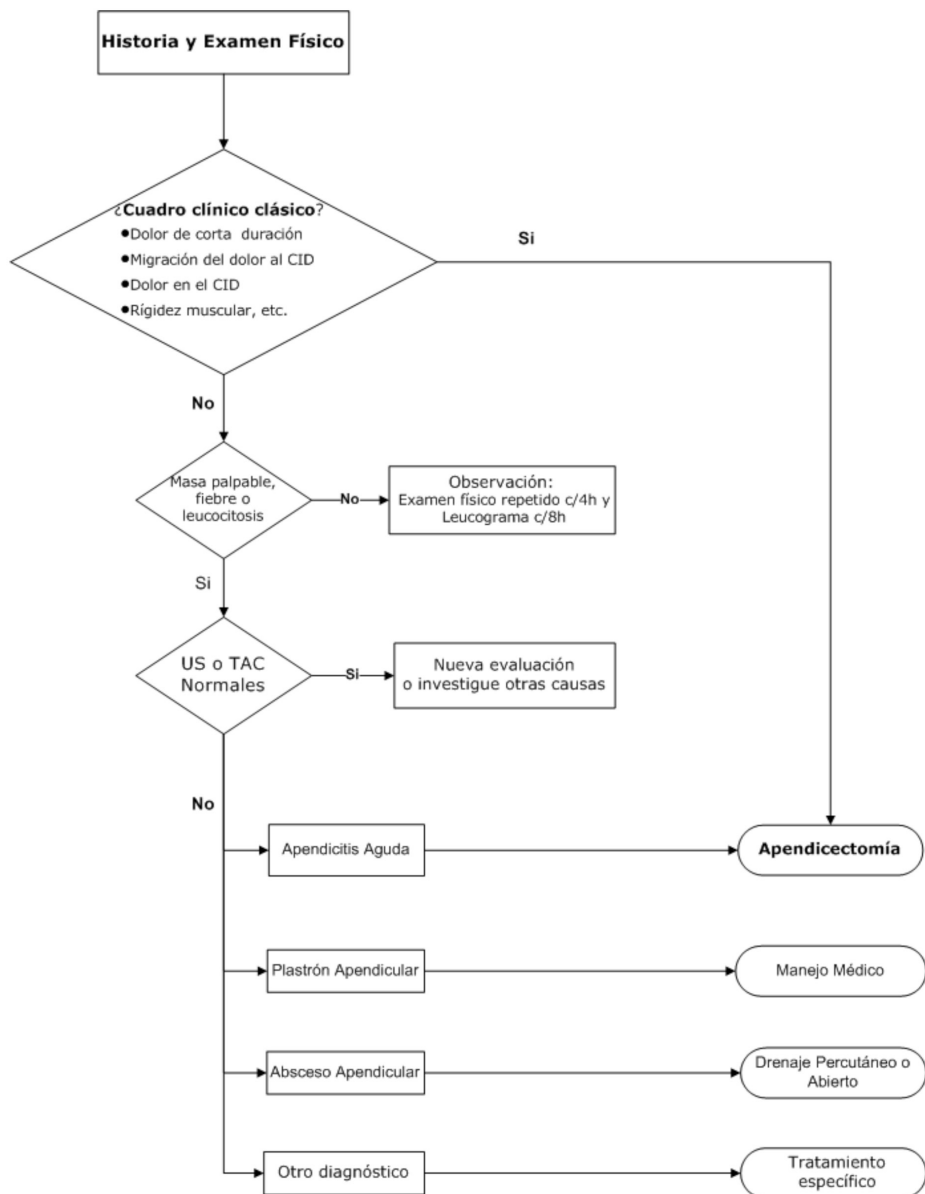 Historia y Examen Físico
¿Cuadro clínico clásico?
●Dolor de corta duración
●Migración del dolor al CID
●Dolor en el CID
●Rígidez muscular, etc.
Si
No
Masa palpable,
fiebre o
leucocitosis
No
Observación:
Examen físico repetido c/4h y
Leucograma c/8h
Si
US o TAC
Normales
Si
Nueva evaluación
o investigue otras causas
No
Apendicitis Aguda
Apendicectomía
Plastrón Apendicular
Manejo Médico
Absceso Apendicular
Drenaje Percutáneo o
Abierto
Otro diagnóstico
Tratamiento
específico